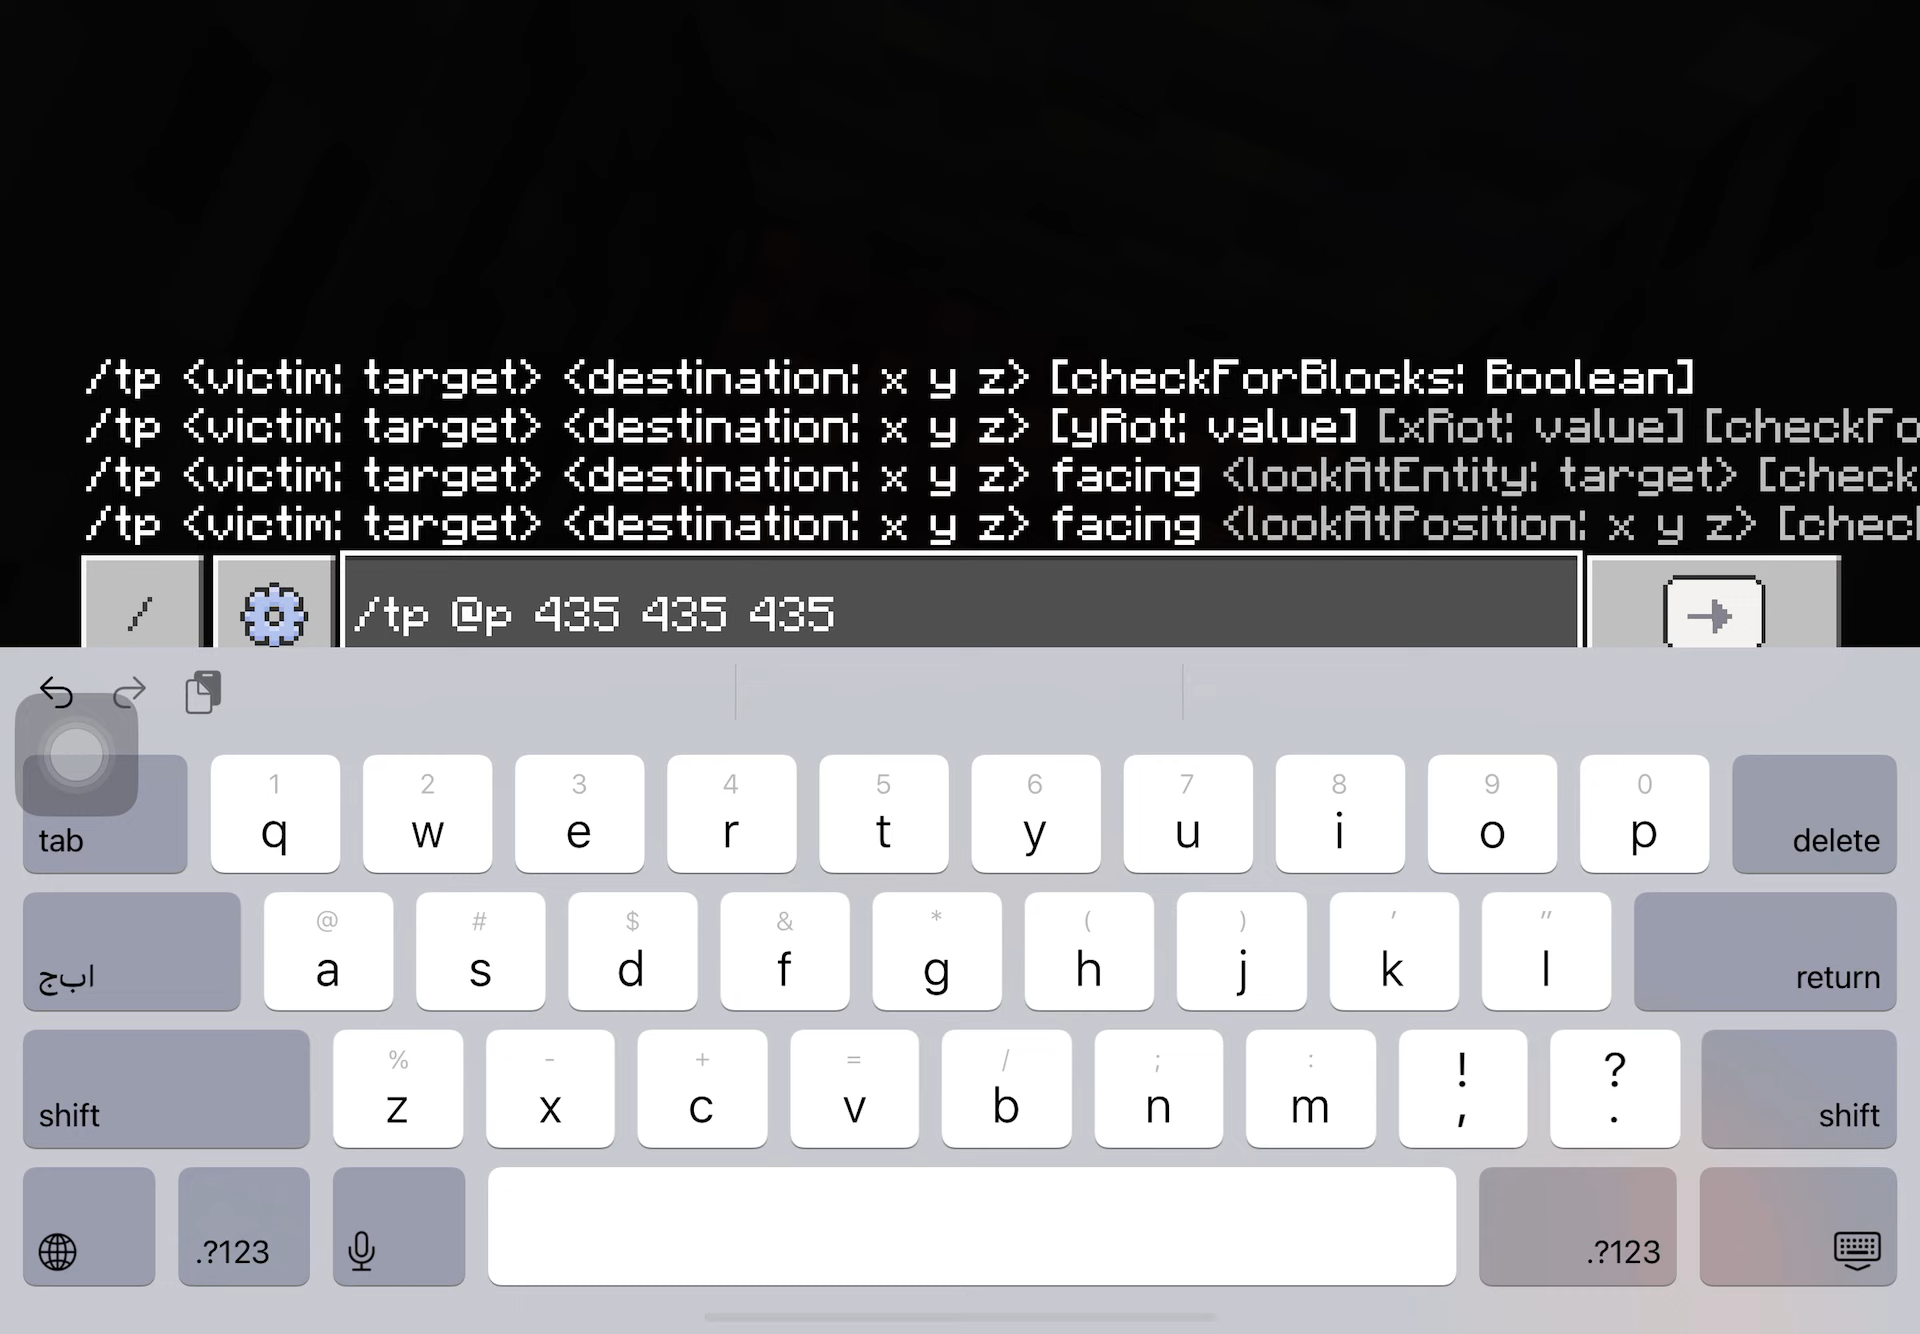 /tp <victim: target> <destination: x y z> [checkForBlocks: Boolean]
/tp <victim: target> <destination: x y z> [yRot: value] [xRot: value] [checkFo
/tp <victim: target> <destination: x y z> facing <lookAtEntity: target> [check
/tp <victim: target> <destination: x y z> facing <lookAtPosition: x y z> [chec
/ /tp @p 435 435 435
1 2 3 4 5 6 7 8 9 0
tab q w e r t y u i o p delete
@ # $ & * ( ) ' "
ابج a s d f g h j k l return
% - + = / ; : ! ?
shift z x c v b n m , . shift
.?123 .?123